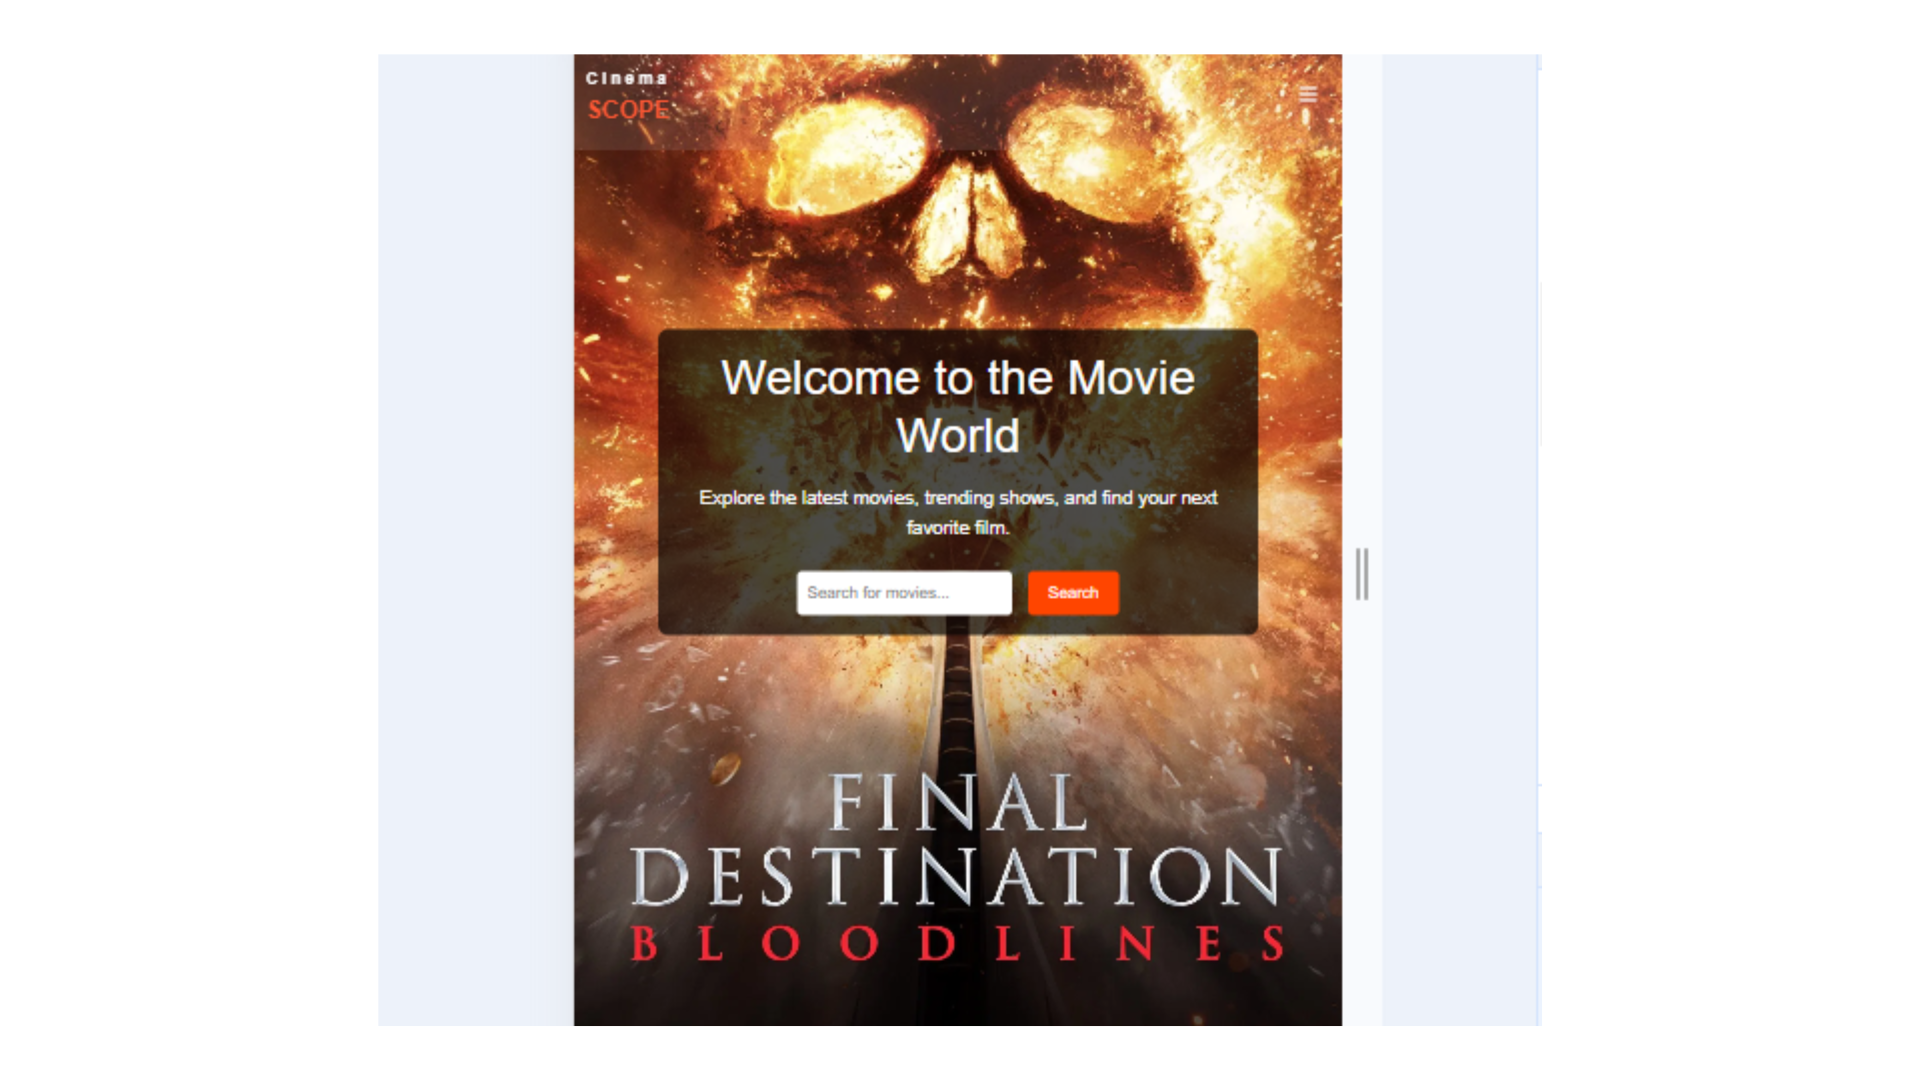 Cinema
SCOPE
Welcome to the Movie
World
Explore the latest movies, trending shows, and find your next
favorite film.
Search for movies... Search
FINAL
DESTINATION
BLOODLINES